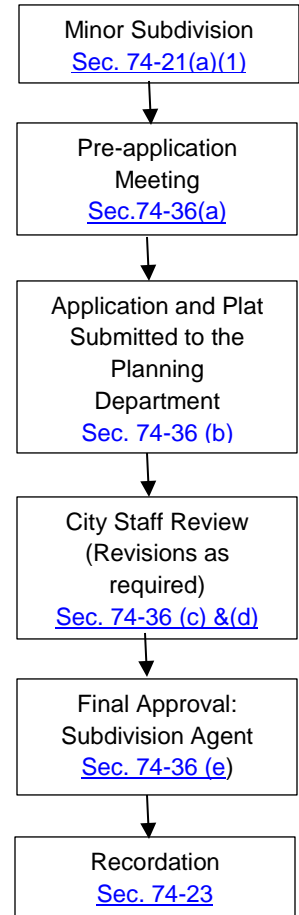 Minor Subdivision
Sec. 74-21(a)(1)
Pre-application
Meeting
Sec.74-36(a)
Application and Plat
Submitted to the
Planning
Department
Sec. 74-36 (b)
City Staff Review
(Revisions as
required)
Sec. 74-36 (c) &(d)
Final Approval:
Subdivision Agent
Sec. 74-36 (e)
Recordation
Sec. 74-23